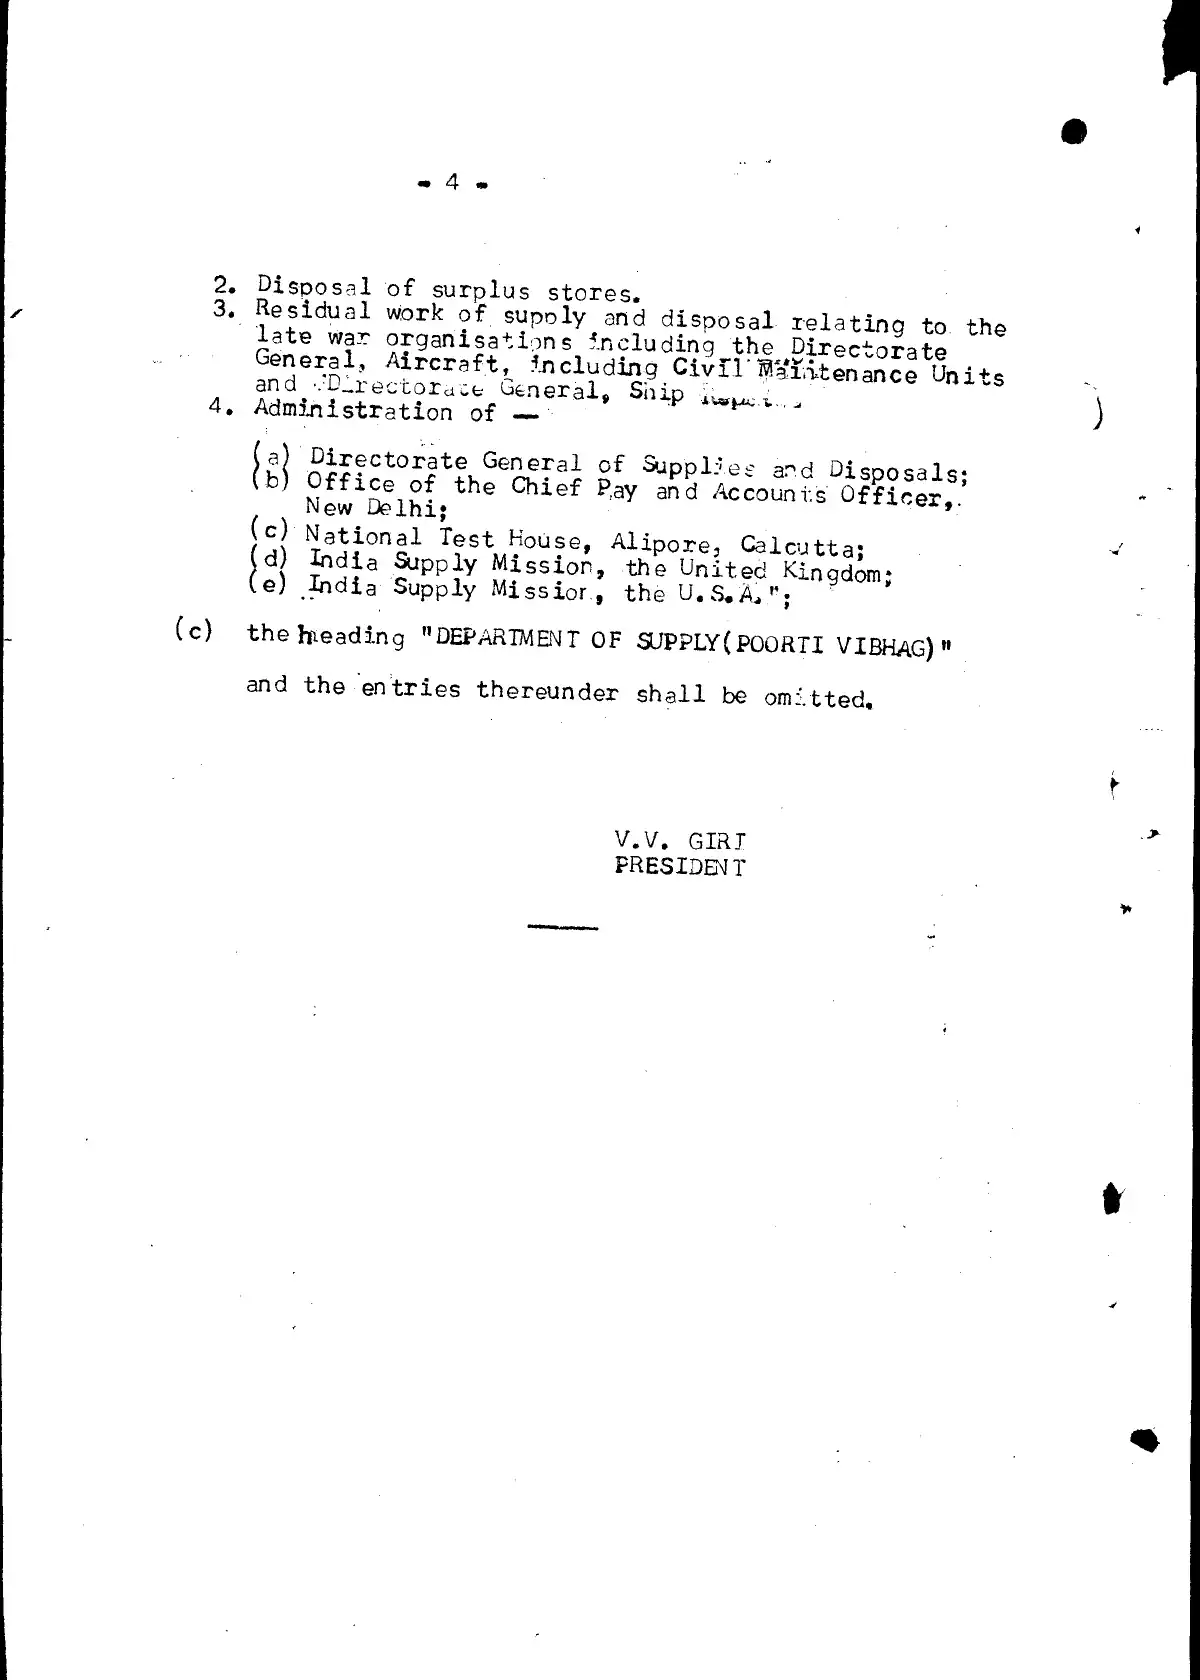 - 4 -
2. Disposal of surplus stores.
3. Residual work of supply and disposal relating to the
late war organisations including the Directorate
General, Aircraft, including Civil Maintenance Units
and Directorate General, Ship
4. Administration of —
(a) Directorate General of Supplies and Disposals;
(b) Office of the Chief Pay and Accounts Officer,
New Delhi;
(c) National Test House, Alipore, Calcutta;
(d) India Supply Mission, the United Kingdom;
(e) India Supply Mission, the U.S.A.";
(c) the heading "DEPARTMENT OF SUPPLY(POORTI VIBHAG)"
and the entries thereunder shall be omitted.
V.V. GIRI
PRESIDENT